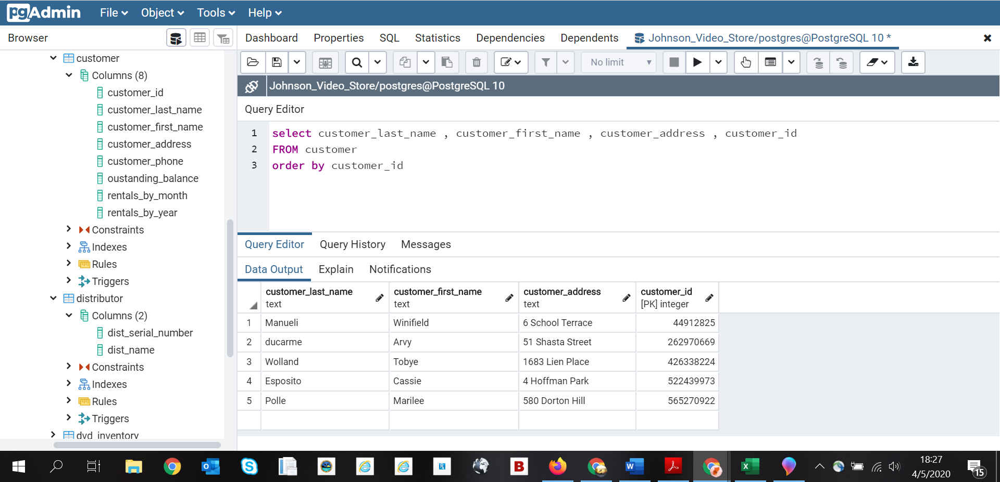 pgAdmin File Object Tools Help
Browser
Dashboard Properties SQL Statistics Dependencies Dependents Johnson_Video_Store/postgres@PostgreSQL 10 *
customer
Columns (8)
customer_id
customer_last_name
customer_first_name
customer_address
customer_phone
oustanding_balance
rentals_by_month
rentals_by_year
Constraints
Indexes
Rules
Triggers
distributor
Columns (2)
dist_serial_number
dist_name
Constraints
Indexes
Rules
Triggers
dvd_inventory
No limit
Johnson_Video_Store/postgres@PostgreSQL 10
Query Editor
1 select customer_last_name , customer_first_name , customer_address , customer_id
2 FROM customer
3 order by customer_id
Query Editor Query History Messages
Data Output Explain Notifications
customer_last_name customer_first_name customer_address customer_id
text text text [PK] integer
1 Manueli Winifield 6 School Terrace 44912825
2 ducarme Arvy 51 Shasta Street 262970669
3 Wolland Tobye 1683 Lien Place 426338224
4 Esposito Cassie 4 Hoffman Park 522439973
5 Polle Marilee 580 Dorton Hill 565270922
18:27
4/5/2020
15